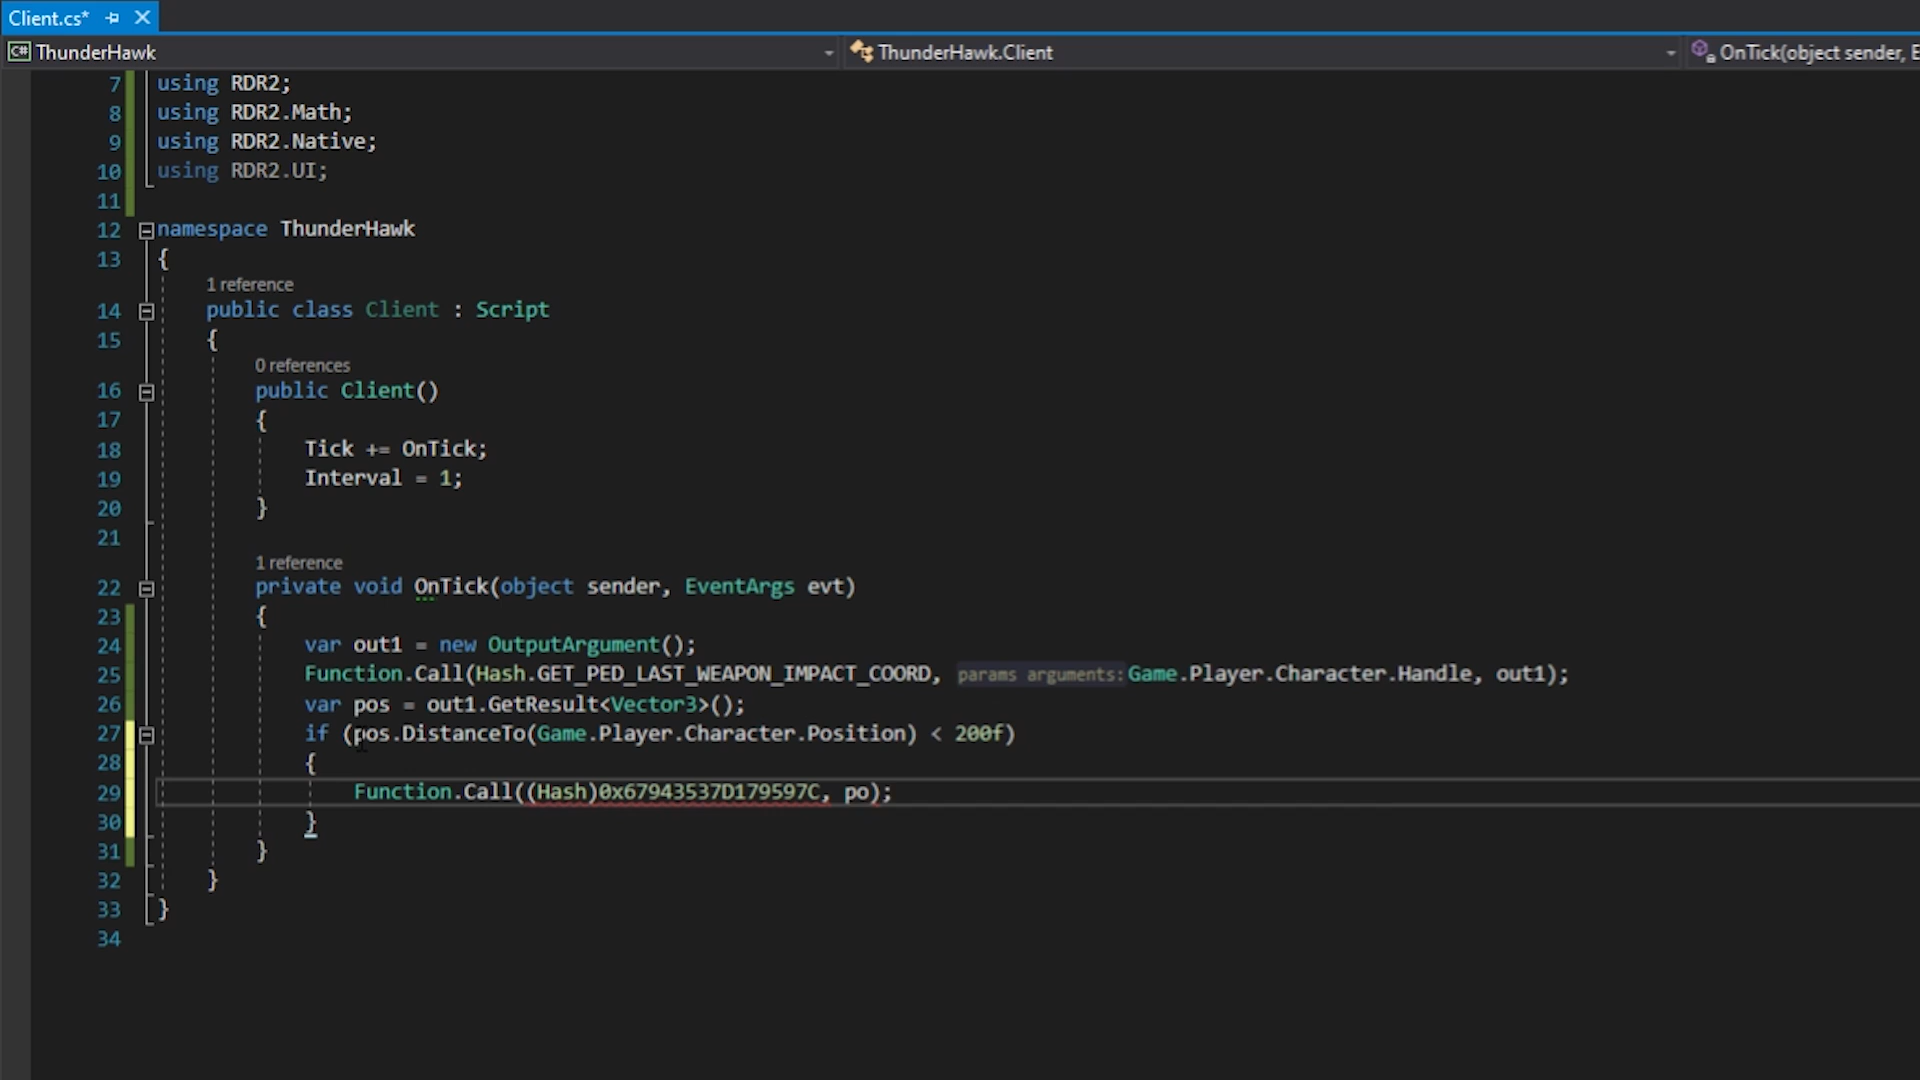 Client.cs*
C# ThunderHawk
ThunderHawk.Client
OnTick(object sender, E
7 using RDR2;
8 using RDR2.Math;
9 using RDR2.Native;
10 using RDR2.UI;
11
12 namespace ThunderHawk
13 {
1 reference
14 public class Client : Script
15 {
0 references
16 public Client()
17 {
18 Tick += OnTick;
19 Interval = 1;
20 }
21
1 reference
22 private void OnTick(object sender, EventArgs evt)
23 {
24 var out1 = new OutputArgument();
25 Function.Call(Hash.GET_PED_LAST_WEAPON_IMPACT_COORD, params arguments: Game.Player.Character.Handle, out1);
26 var pos = out1.GetResult<Vector3>();
27 if (pos.DistanceTo(Game.Player.Character.Position) < 200f)
28 {
29 Function.Call((Hash)0x67943537D179597C, po);
30 }
31 }
32 }
33 }
34